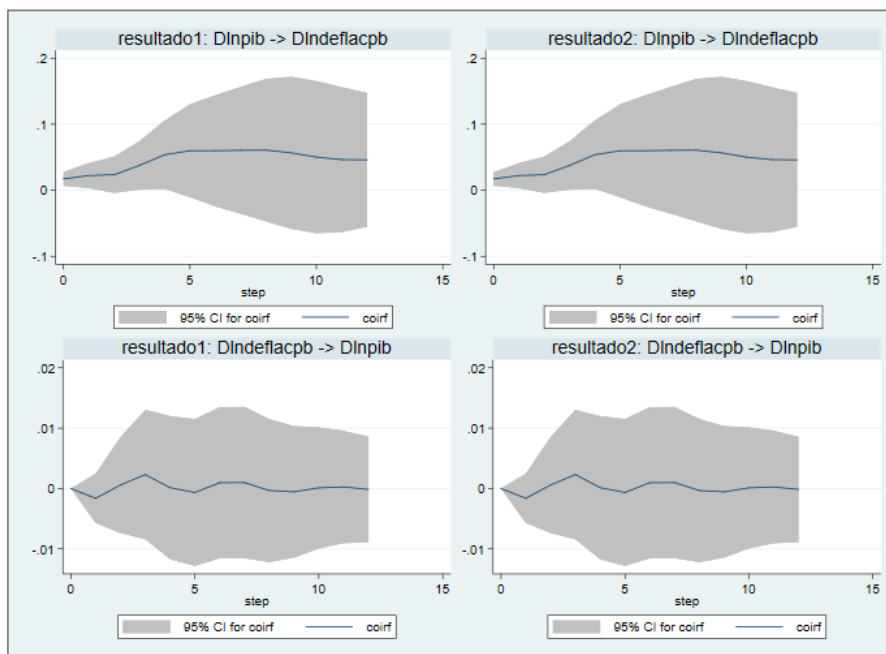 resultado1: Dlnpib -> Dlndeflacpb
.2
.1
0
-.1
0 5 10 15
step
95% CI for coirf coirf
resultado2: Dlnpib -> Dlndeflacpb
.2
.1
0
-.1
0 5 10 15
step
95% CI for coirf coirf
resultado1: Dlndeflacpb -> Dlnpib
.02
.01
0
-.01
0 5 10 15
step
95% CI for coirf coirf
resultado2: Dlndeflacpb -> Dlnpib
.02
.01
0
-.01
0 5 10 15
step
95% CI for coirf coirf